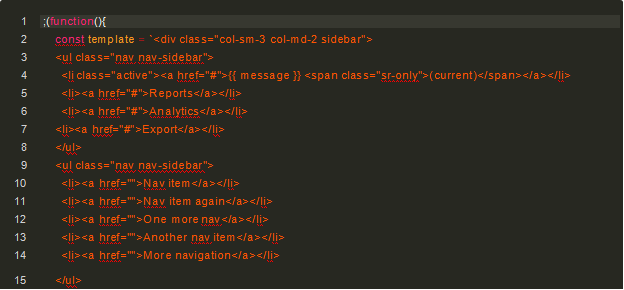 1 ;(function(){
2 const template = `<div class="col-sm-3 col-md-2 sidebar">
3 <ul class="nav nav-sidebar">
4 <li class="active"><a href="#">{{ message }} <span class="sr-only">(current)</span></a></li>
5 <li><a href="#">Reports</a></li>
6 <li><a href="#">Analytics</a></li>
7 <li><a href="#">Export</a></li>
8 </ul>
9 <ul class="nav nav-sidebar">
10 <li><a href="">Nav item</a></li>
11 <li><a href="">Nav item again</a></li>
12 <li><a href="">One more nav</a></li>
13 <li><a href="">Another nav item</a></li>
14 <li><a href="">More navigation</a></li>
15 </ul>